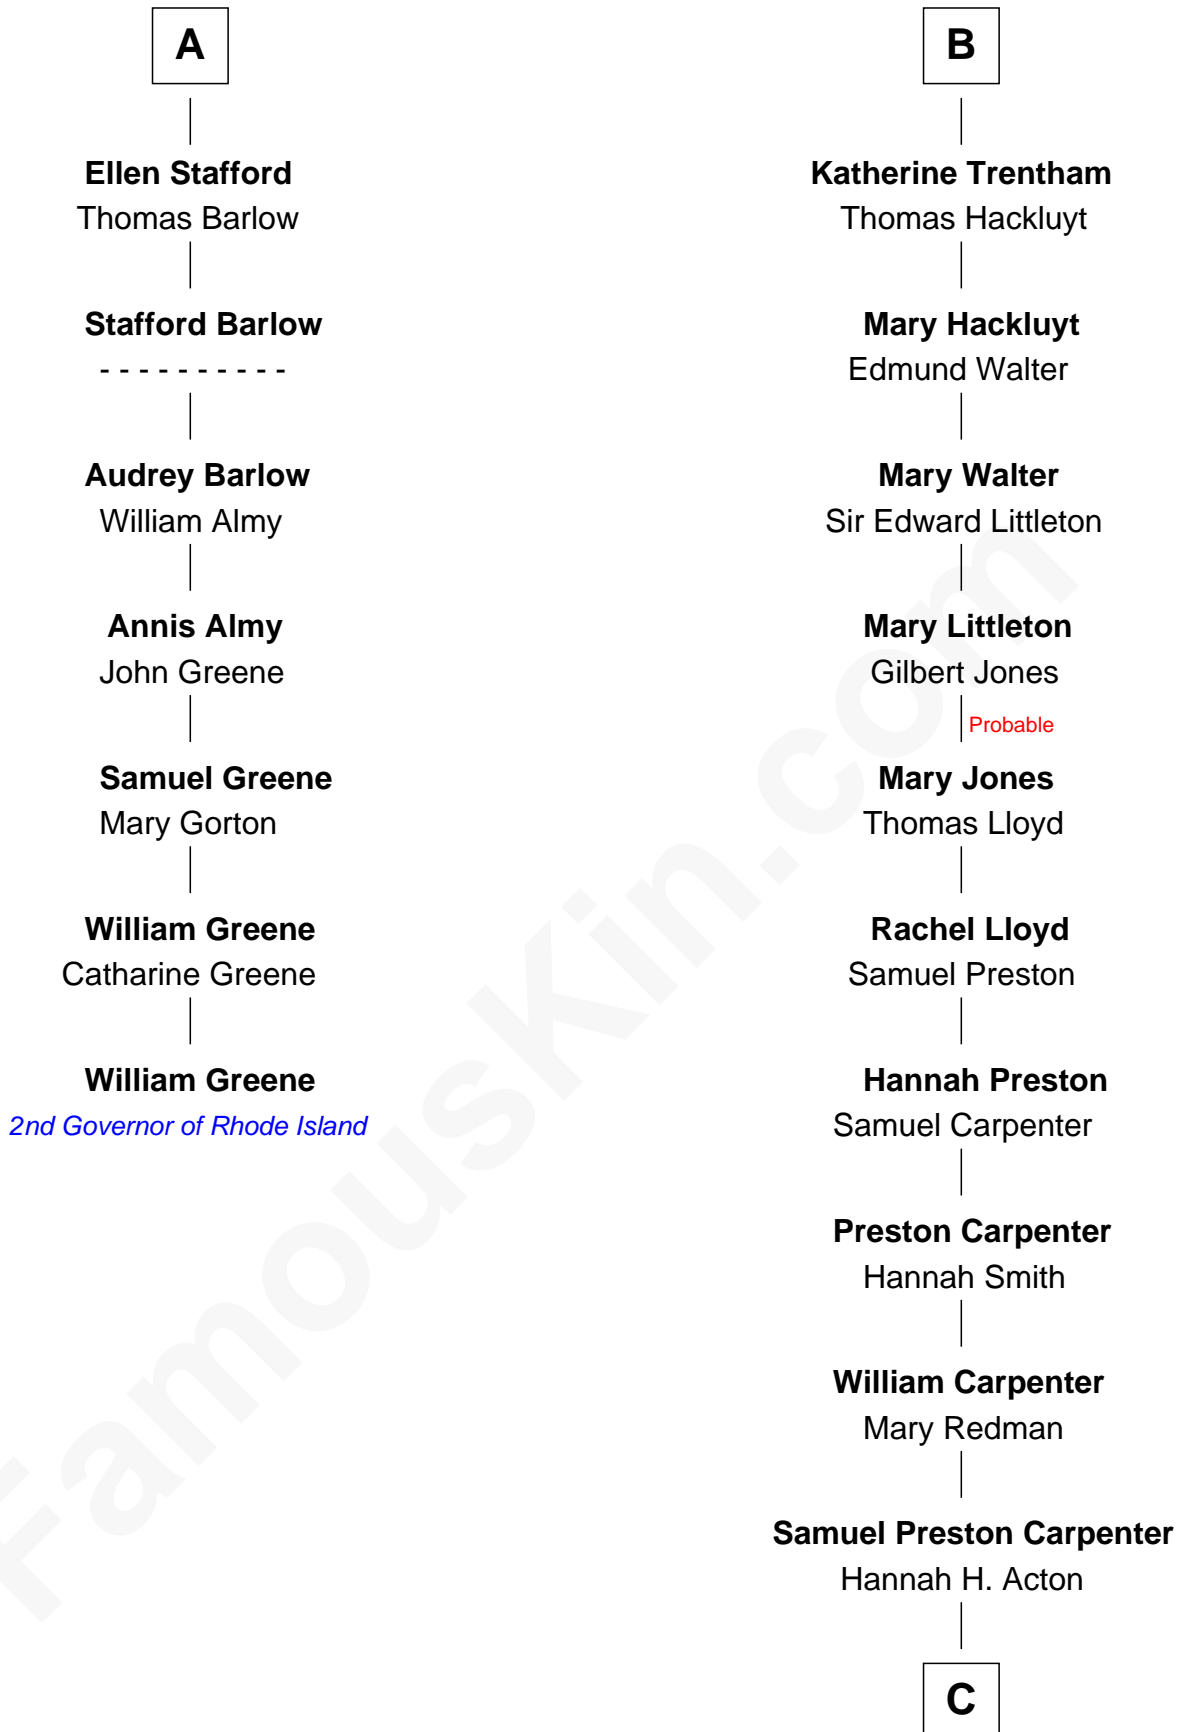 A
Ellen Stafford
Thomas Barlow
Stafford Barlow
- - - - - - - - - -
Audrey Barlow
William Almy
Annis Almy
John Greene
Samuel Greene
Mary Gorton
William Greene
Catharine Greene
William Greene
2nd Governor of Rhode Island
B
Katherine Trentham
Thomas Hackluyt
Mary Hackluyt
Edmund Walter
Mary Walter
Sir Edward Littleton
Mary Littleton
Gilbert Jones
Probable
Mary Jones
Thomas Lloyd
Rachel Lloyd
Samuel Preston
Hannah Preston
Samuel Carpenter
Preston Carpenter
Hannah Smith
William Carpenter
Mary Redman
Samuel Preston Carpenter
Hannah H. Acton
C
FamousKin.com